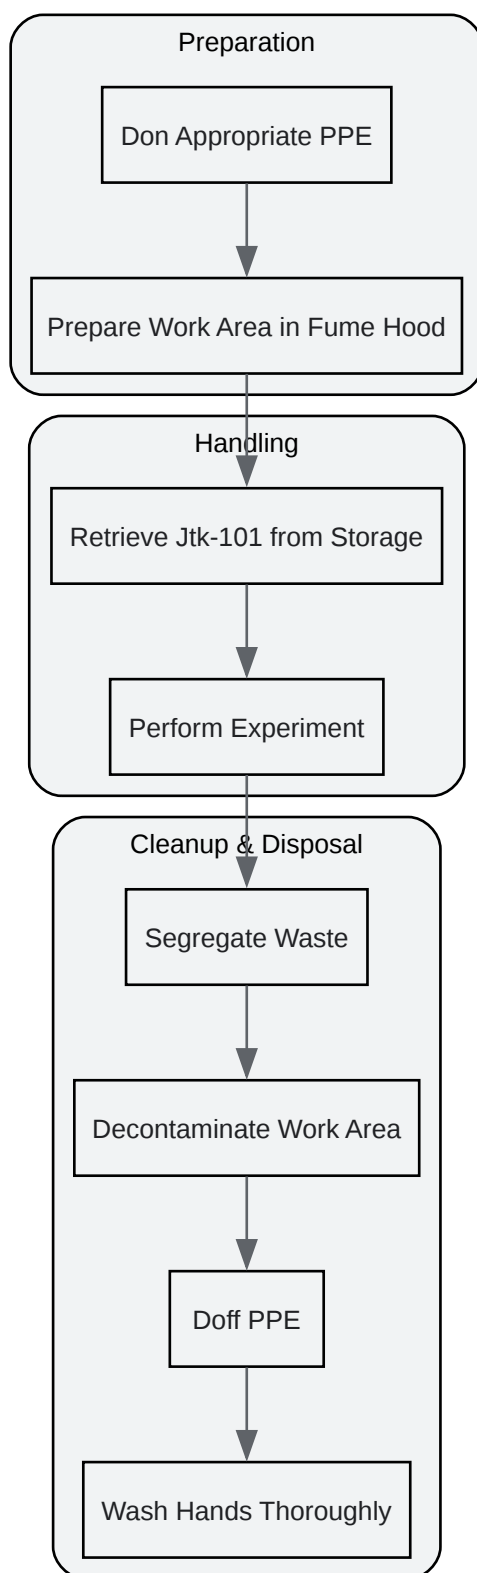 Preparation
Don Appropriate PPE
Prepare Work Area in Fume Hood
Handling
Retrieve Jtk-101 from Storage
Perform Experiment
Cleanup & Disposal
Segregate Waste
Decontaminate Work Area
Doff PPE
Wash Hands Thoroughly